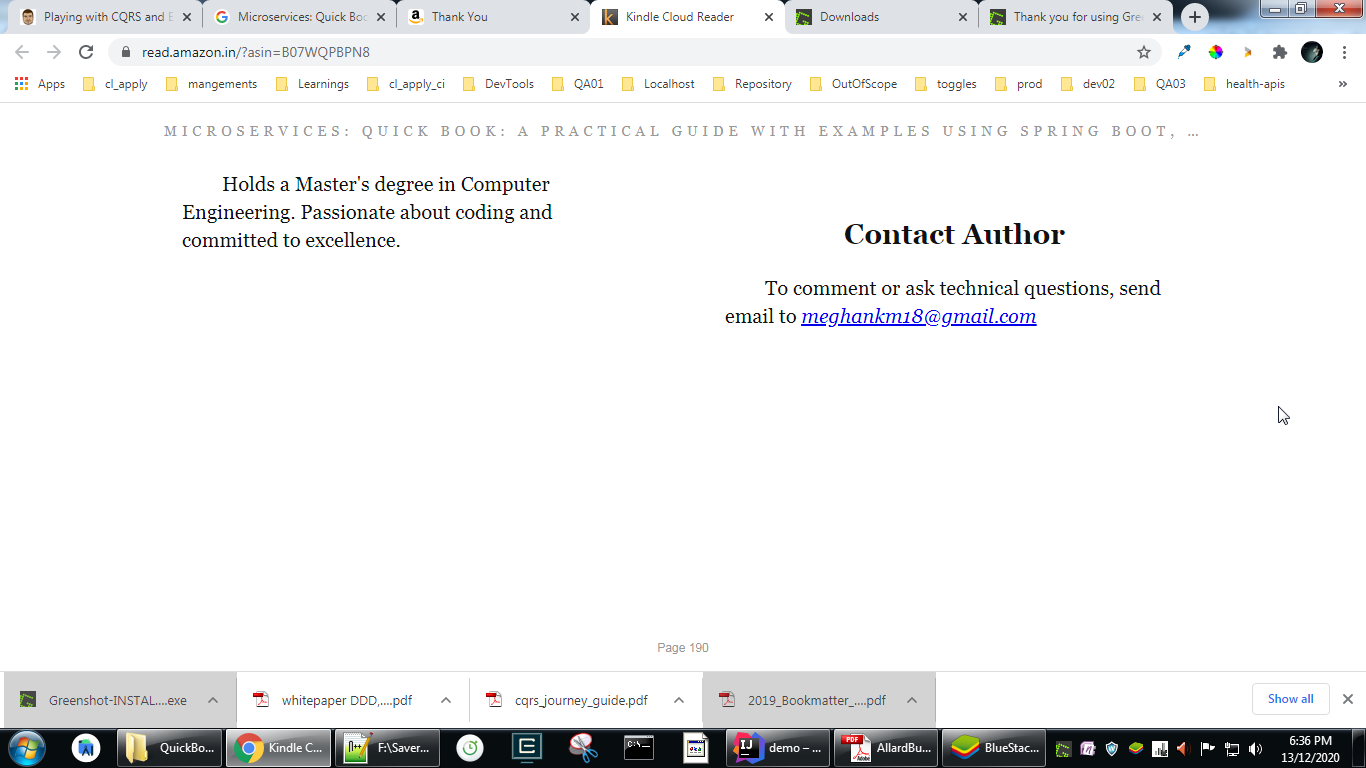 Playing with CQRS and E
Microservices: Quick Boo
Thank You
Kindle Cloud Reader
Downloads
Thank you for using Gre
read.amazon.in/?asin=B07WQPBPN8
Apps
cl_apply
mangements
Learnings
cl_apply_ci
DevTools
QA01
Localhost
Repository
OutOfScope
toggles
prod
dev02
QA03
health-apis
»
MICROSERVICES: QUICK BOOK: A PRACTICAL GUIDE WITH EXAMPLES USING SPRING BOOT, …
Holds a Master's degree in Computer
Engineering. Passionate about coding and
committed to excellence.
Contact Author
To comment or ask technical questions, send
email to meghankm18@gmail.com
Page 190
Greenshot-INSTAL....exe
whitepaper DDD,....pdf
cqrs_journey_guide.pdf
2019_Bookmatter_....pdf
Show all
QuickBo...
Kindle C...
F:\Saver...
demo – ...
AllardBu...
BlueStac...
6:36 PM
13/12/2020